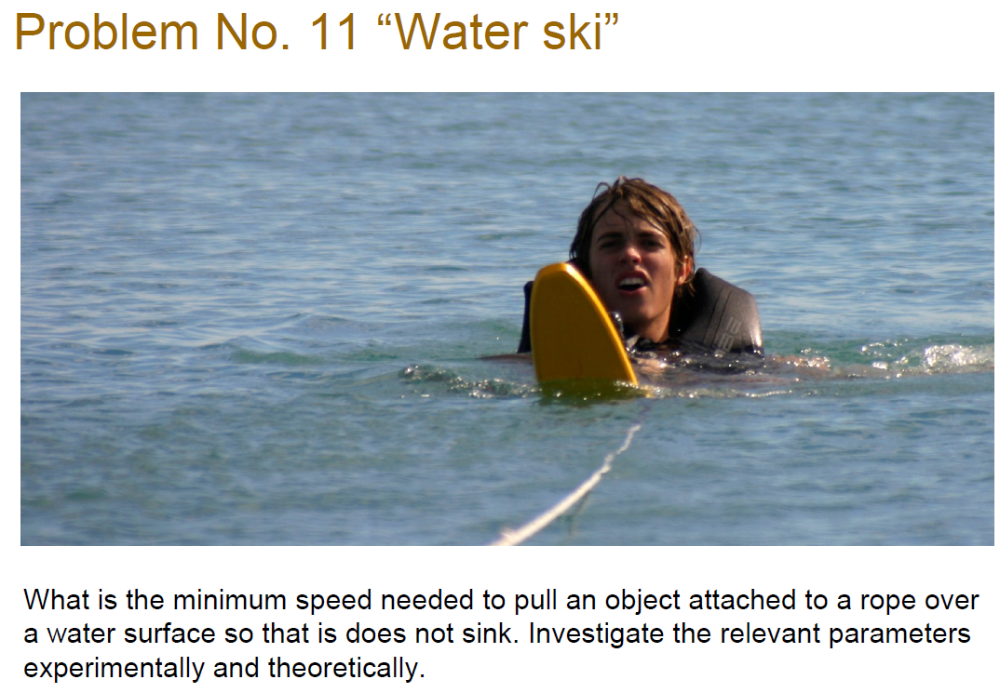 Problem No. 11 “Water ski”
What is the minimum speed needed to pull an object attached to a rope over
a water surface so that is does not sink. Investigate the relevant parameters
experimentally and theoretically.